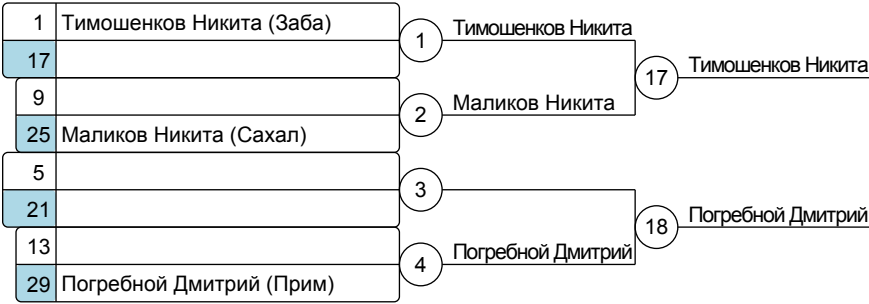 1 Тимошенков Никита (Заба)
17
1
Тимошенков Никита
9
25 Маликов Никита (Сахал)
2
Маликов Никита
17
Тимошенков Никита
5
21
3
13
29 Погребной Дмитрий (Прим)
4
Погребной Дмитрий
18
Погребной Дмитрий